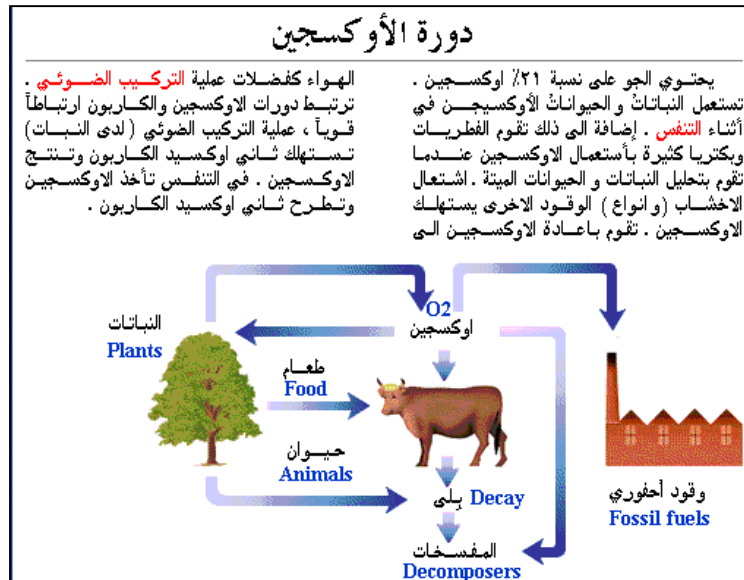 دورة الأوكسجين
يحتوي الجو على نسبة ٢١٪ اوكسجين .
تستعمل النباتاتُ و الحيواناتُ الأوكسيجن في
أثناء التنفس . إضافة الى ذلك تقوم الفطريات
وبكتريا كثيرة بأستعمال الاوكسجين عندما
تقوم بتحليل النباتات و الحيوانات الميتة . اشتعال
الاخشاب (و انواع) الوقود الاخرى يستهلك
الاوكسجين . تقوم باعادة الاوكسجين الى
الهواء كفضلات عملية التركيب الضوئي .
ترتبط دورات الاوكسجين والكاربون ارتباطاً
قوياً ، عملية التركيب الضوئي (لدى النبات)
تستهلك ثاني اوكسيد الكاربون وتنتج
الاوكسجين . في التنفس تأخذ الاوكسجين
وتطرح ثاني اوكسيد الكاربون .
O2
اوكسجين
النباتات
Plants
طعام
Food
حيوان
Animals
بِلى Decay
المفسخات
Decomposers
وقود أحفوري
Fossil fuels